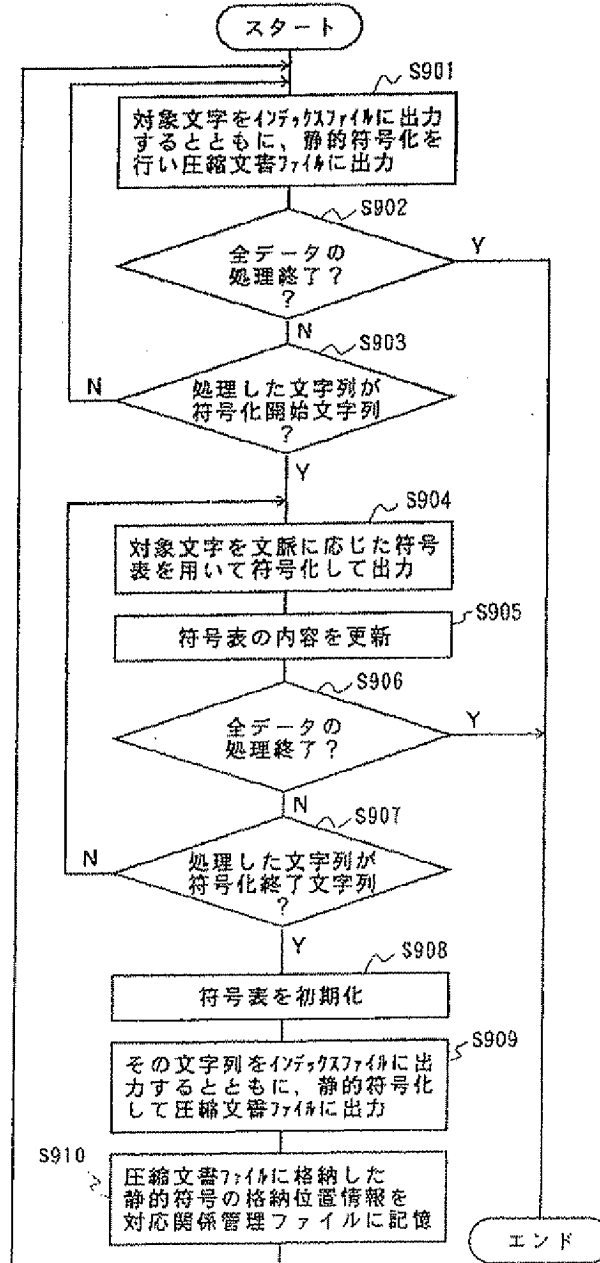 スタート
S901
対象文字をインデックスファイルに出力
するとともに、静的符号化を
行い圧縮文書ファイルに出力
S902
全データの
処理終了?
?
Y
N
S903
処理した文字列が
符号化開始文字列
?
N
Y
S904
対象文字を文脈に応じた符号
表を用いて符号化して出力
S905
符号表の内容を更新
S906
全データの
処理終了?
Y
N
S907
処理した文字列が
符号化終了文字列
?
N
Y
S908
符号表を初期化
S909
その文字列をインデックスファイルに出
力するとともに、静的符号化
して圧縮文書ファイルに出力
S910
圧縮文書ファイルに格納した
静的符号の格納位置情報を
対応関係管理ファイルに記憶
エンド